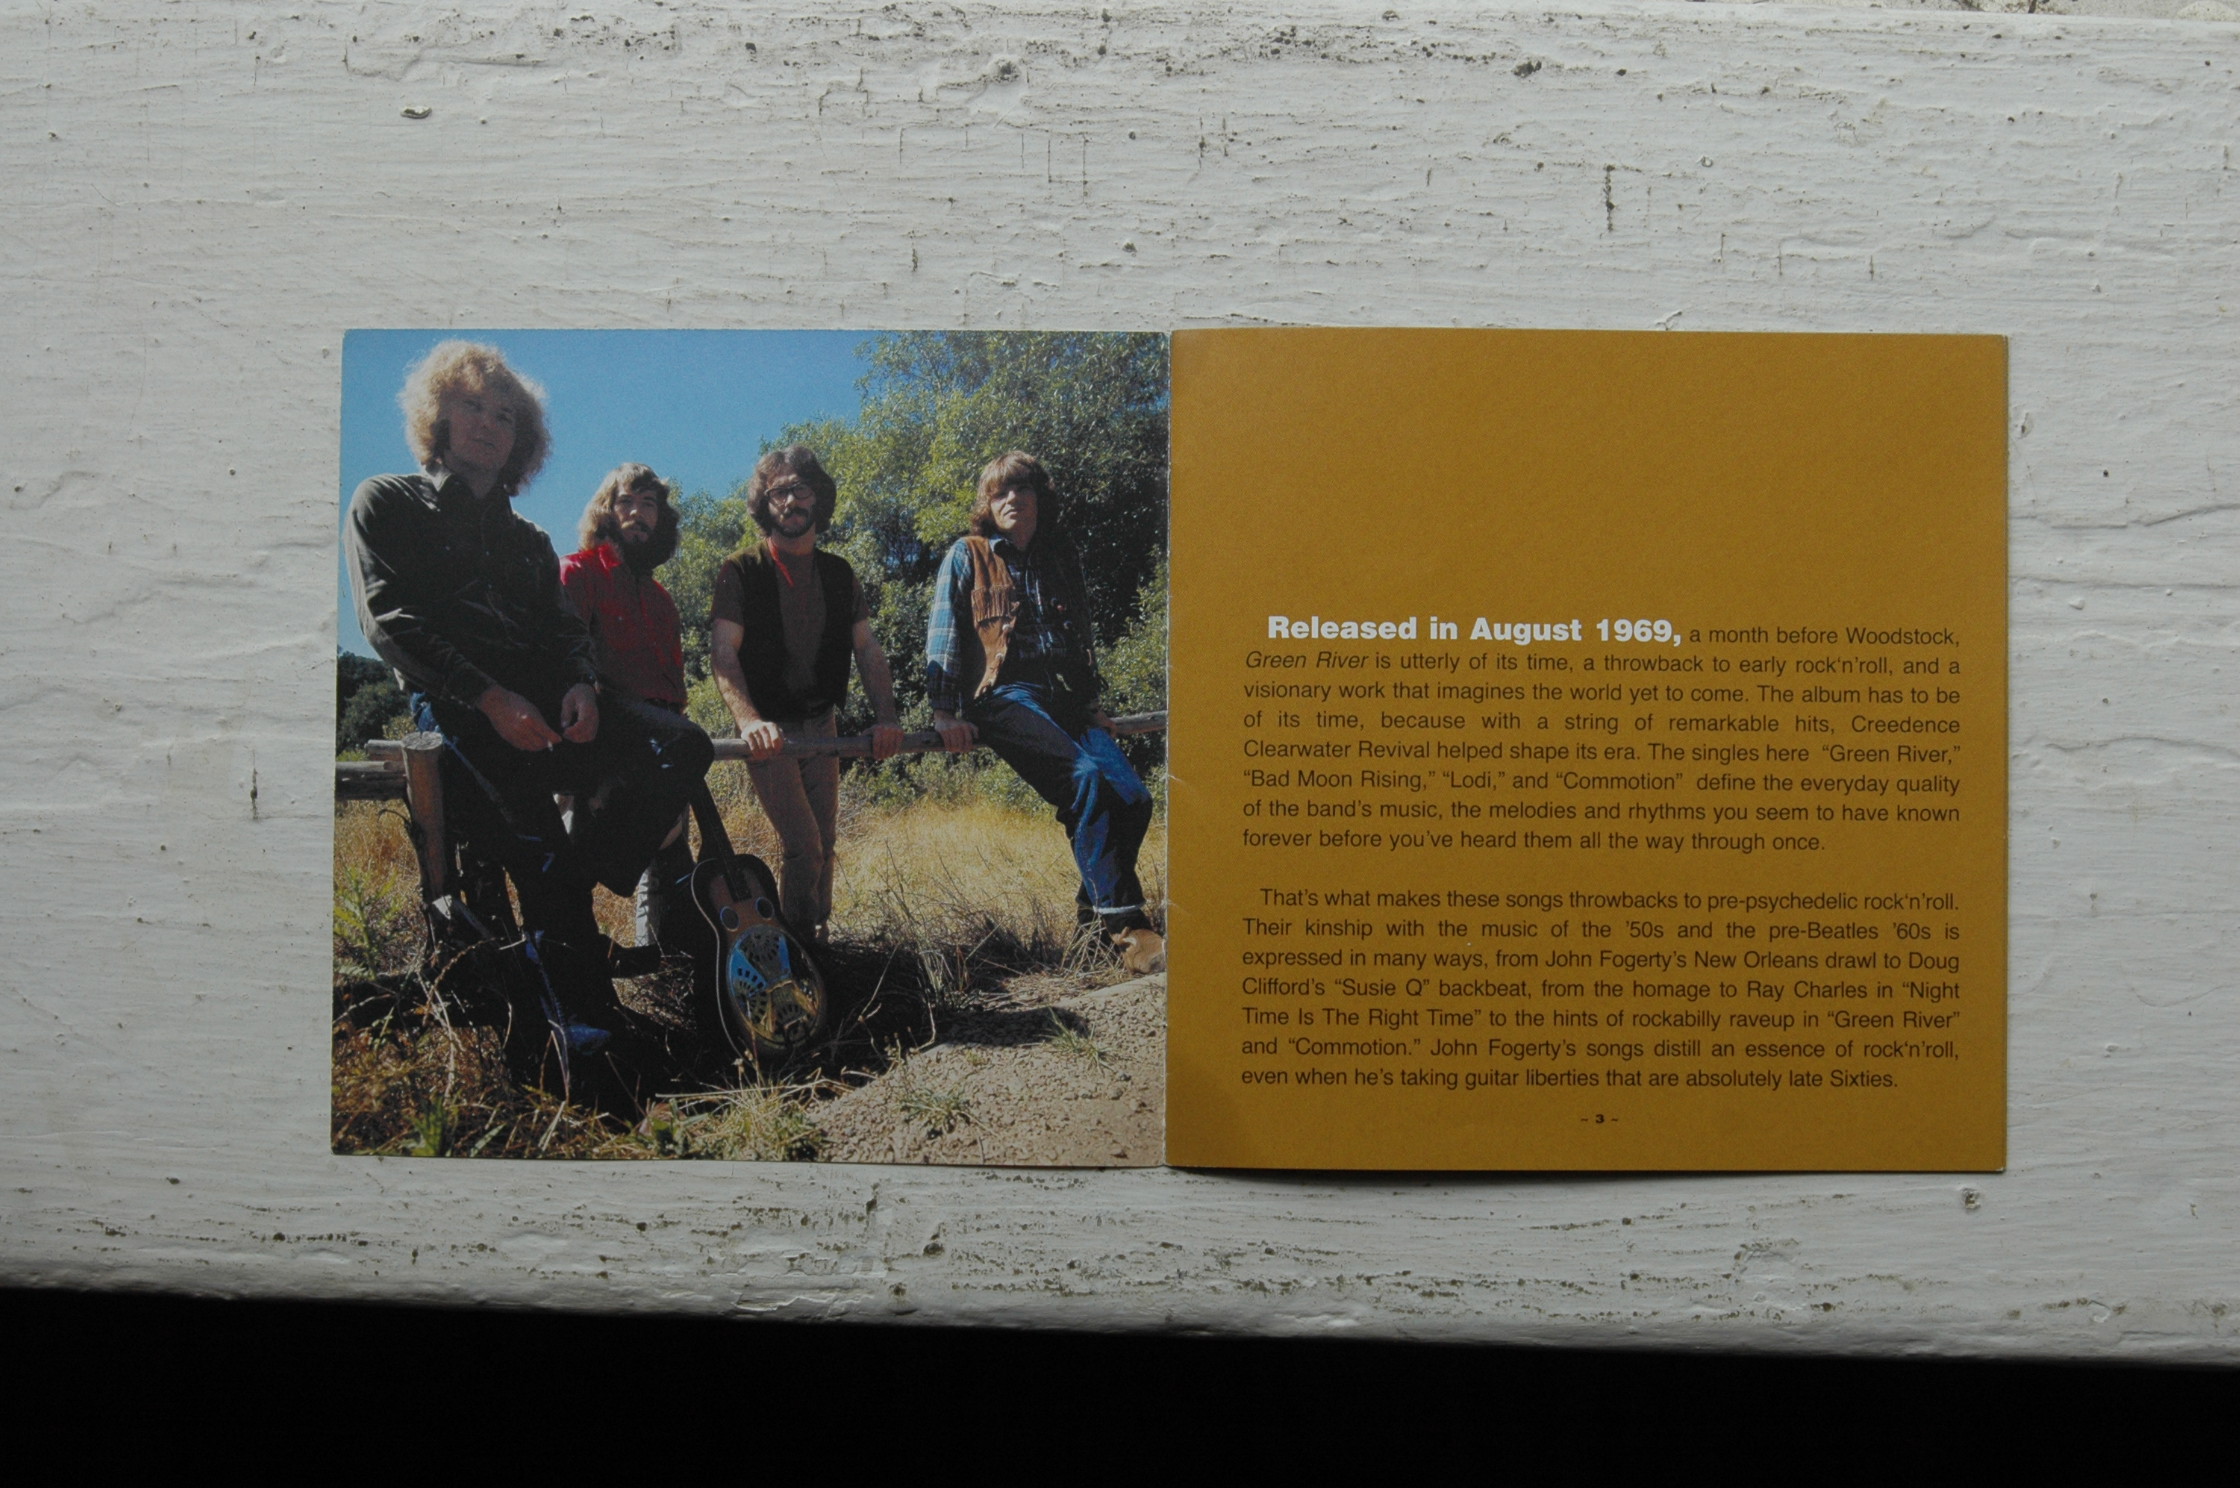 Released in August 1969, a month before Woodstock,
Green River is utterly of its time, a throwback to early rock‘n’roll, and a
visionary work that imagines the world yet to come. The album has to be
of its time, because with a string of remarkable hits, Creedence
Clearwater Revival helped shape its era. The singles here “Green River,”
“Bad Moon Rising,” “Lodi,” and “Commotion” define the everyday quality
of the band’s music, the melodies and rhythms you seem to have known
forever before you’ve heard them all the way through once.
That’s what makes these songs throwbacks to pre-psychedelic rock‘n’roll.
Their kinship with the music of the ’50s and the pre-Beatles ’60s is
expressed in many ways, from John Fogerty’s New Orleans drawl to Doug
Clifford’s “Susie Q” backbeat, from the homage to Ray Charles in “Night
Time Is The Right Time” to the hints of rockabilly raveup in “Green River”
and “Commotion.” John Fogerty’s songs distill an essence of rock‘n’roll,
even when he’s taking guitar liberties that are absolutely late Sixties.
~ 3 ~